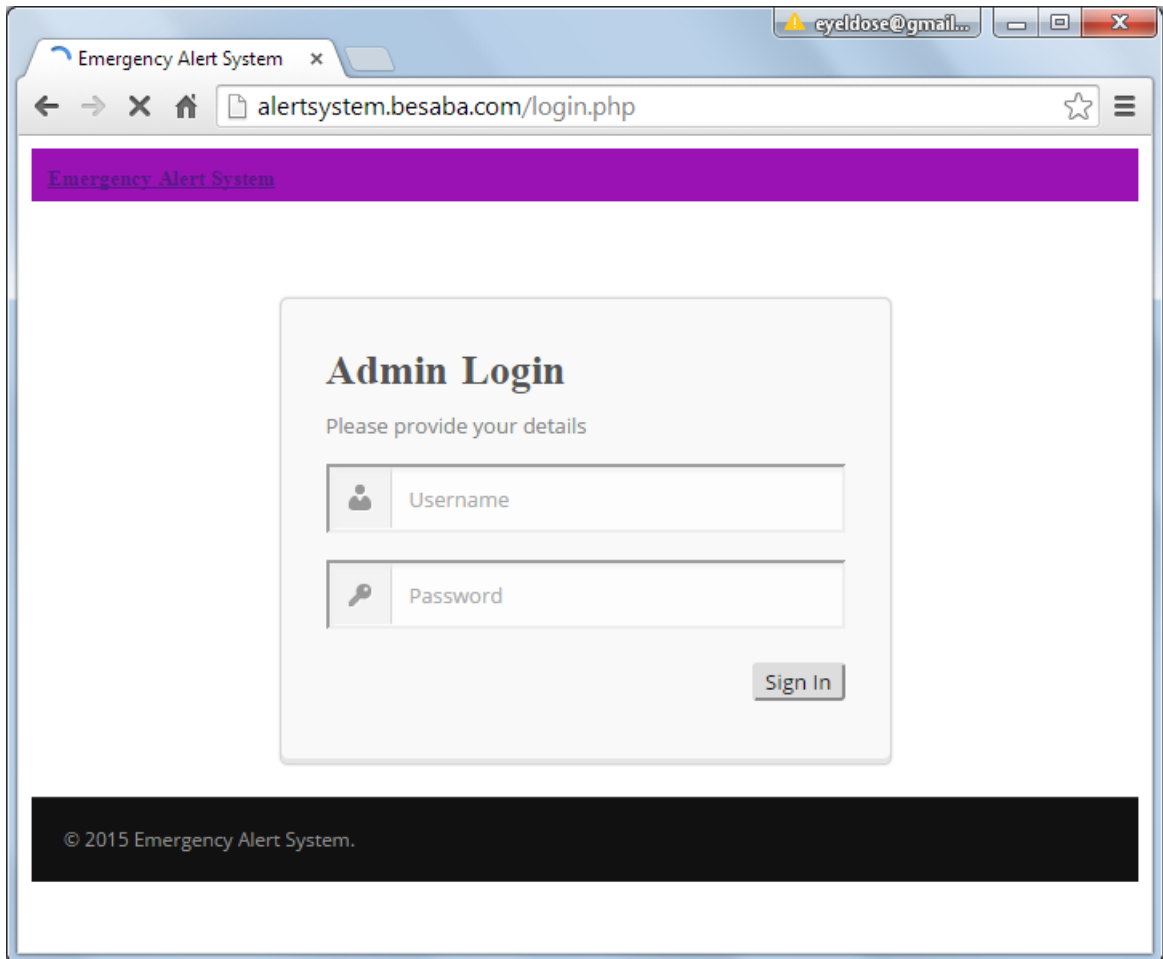 eyeldose@gmail...
Emergency Alert System
alertsystem.besaba.com/login.php
Emergency Alert System
Admin Login
Please provide your details
Username
Password
Sign In
© 2015 Emergency Alert System.